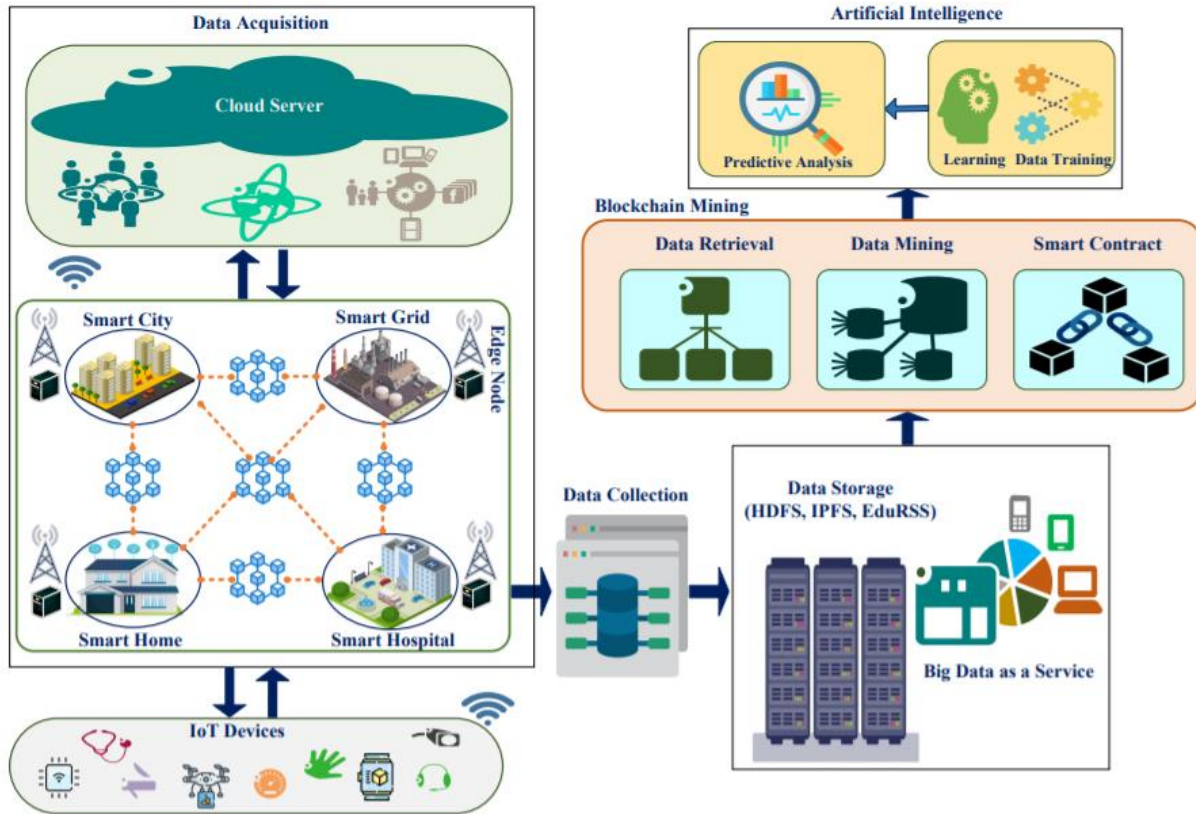 Data Acquisition
Cloud Server
Smart City
Smart Grid
Edge Node
Smart Home
Smart Hospital
IoT Devices
Data Collection
Data Storage
(HDFS, IPFS, EduRSS)
Big Data as a Service
Blockchain Mining
Data Retrieval
Data Mining
Smart Contract
Artificial Intelligence
Predictive Analysis
Learning
Data Training